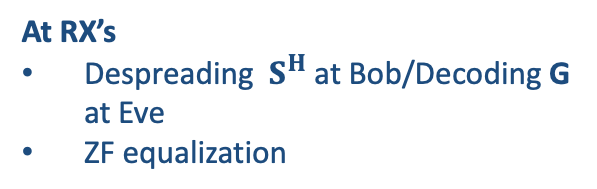 At RX's
• Despreading S^H at Bob/Decoding G
at Eve
• ZF equalization